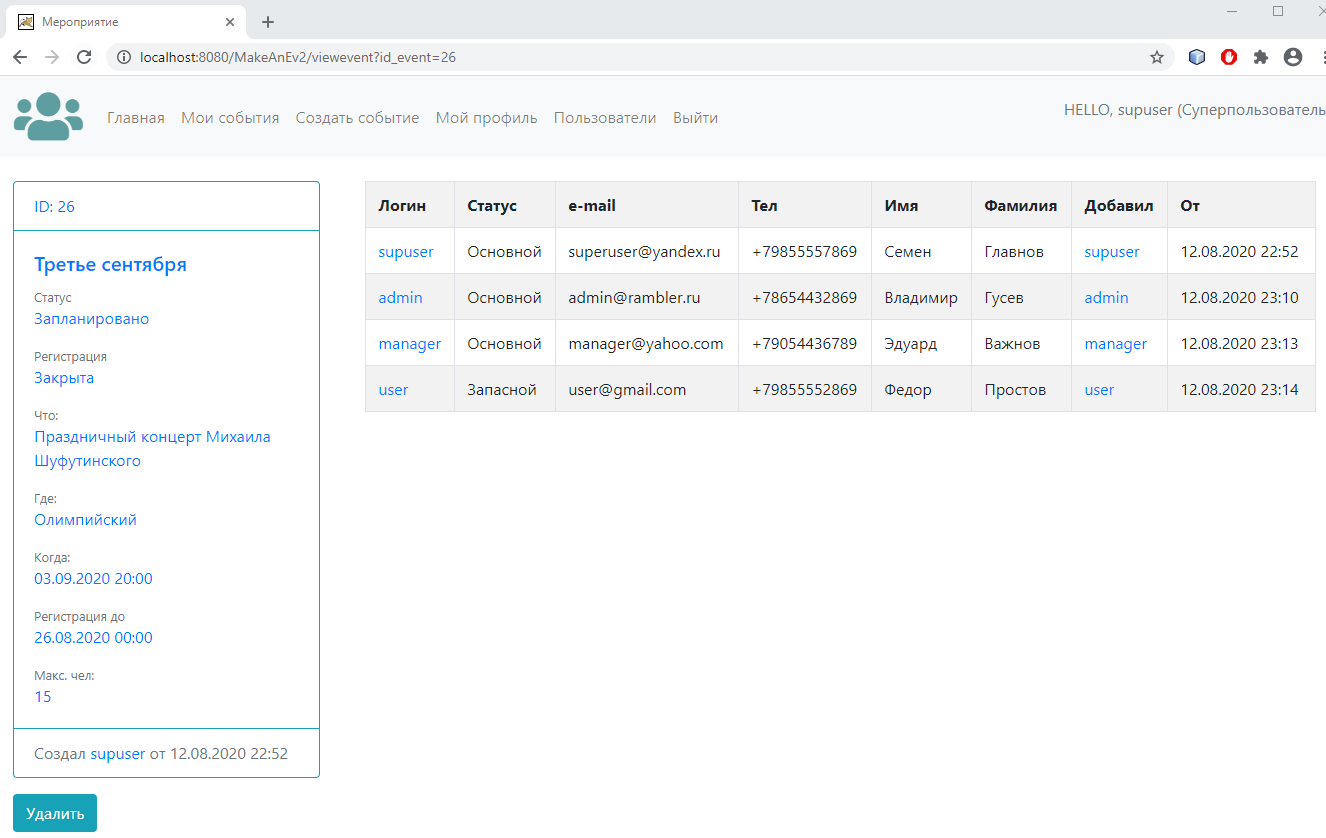 Мероприятие
localhost:8080/MakeAnEv2/viewevent?id_event=26
Главная Мои события Создать событие Мой профиль Пользователи Выйти
HELLO, supuser (Суперпользователь
ID: 26
Третье сентября
Статус
Запланировано
Регистрация
Закрыта
Что:
Праздничный концерт Михаила
Шуфутинского
Где:
Олимпийский
Когда:
03.09.2020 20:00
Регистрация до
26.08.2020 00:00
Макс. чел:
15
Создал supuser от 12.08.2020 22:52
Удалить
Логин Статус e-mail Тел Имя Фамилия Добавил От
supuser Основной superuser@yandex.ru +79855557869 Семен Главнов supuser 12.08.2020 22:52
admin Основной admin@rambler.ru +78654432869 Владимир Гусев admin 12.08.2020 23:10
manager Основной manager@yahoo.com +79054436789 Эдуард Важнов manager 12.08.2020 23:13
user Запасной user@gmail.com +79855552869 Федор Простов user 12.08.2020 23:14